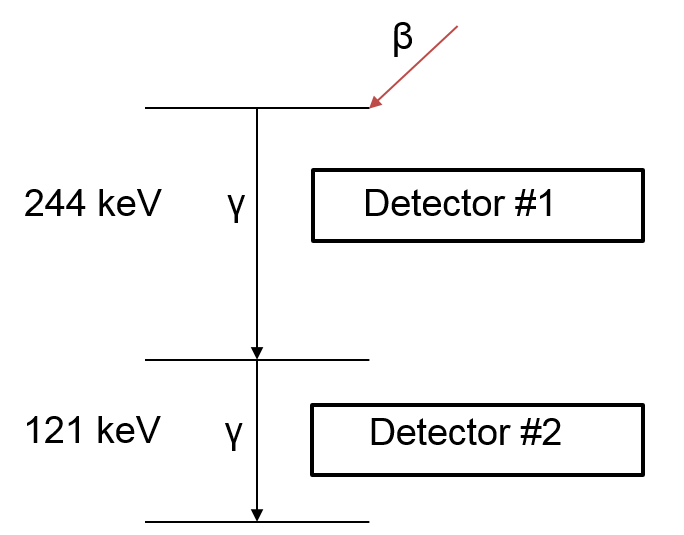 β
244 keV γ Detector #1
121 keV γ Detector #2